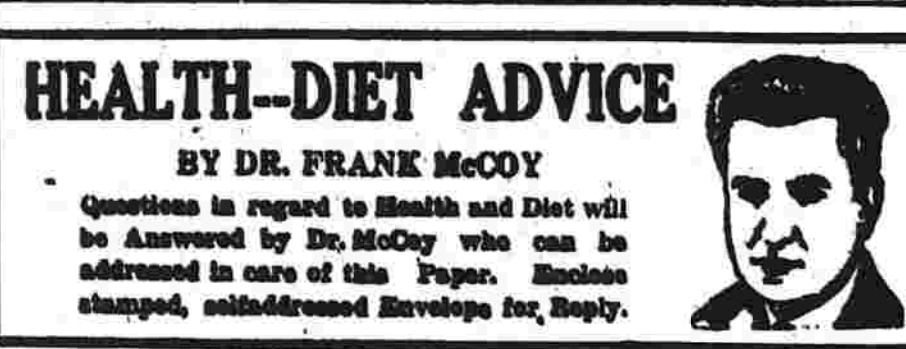 HEALTH--DIET ADVICE
BY DR. FRANK McCOY
Questions in regard to Health and Diet will
be Answered by Dr. McCoy who can be
addressed in care of this Paper. Enclose
stamped, selfaddressed Envelope for Reply.